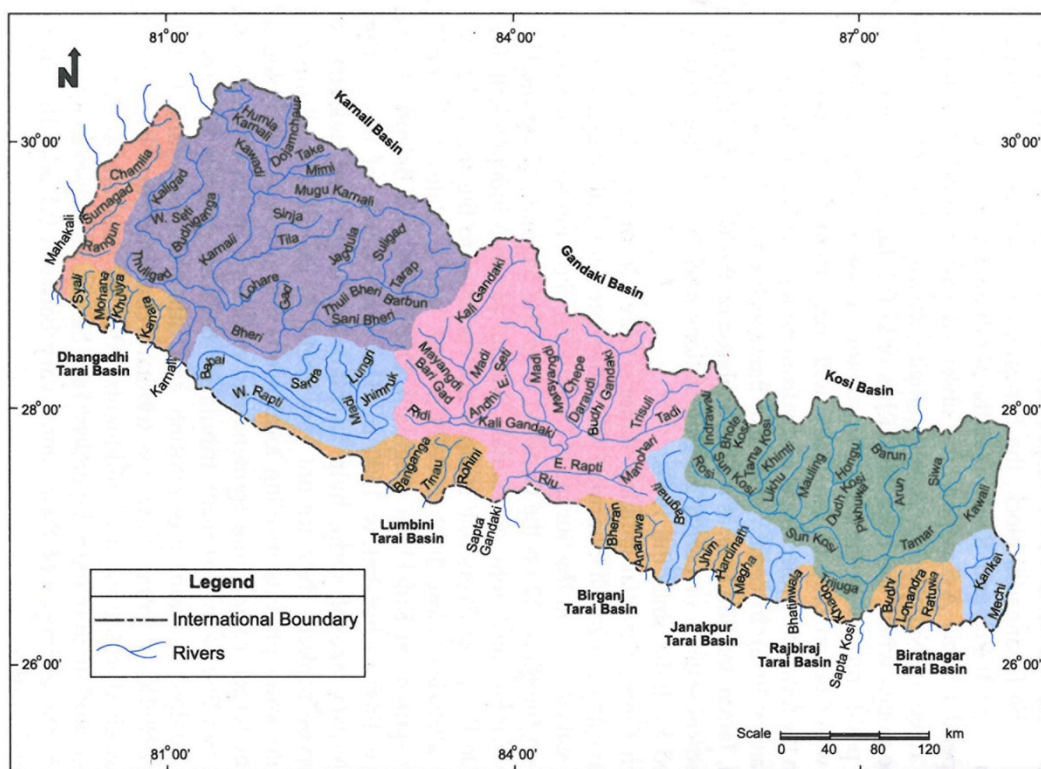 81°00'
84°00'
87°00'
N
30°00'
30°00'
Karnali Basin
Humla
Karnali
Dojamchaur
Take
Mimi
Kawadi
Mugu Karnali
Chamlia
Surnagad
Rangun
Mahakali
Kaligad
W. Seti
Budhiganga
Karnali
Sinja
Tila
Jagdula
Suligad
Tarap
Thuligad
Lohare
Gad
Thuli Bheri
Barbun
Sani Bheri
Bheri
Syali
Mohana
Khutiya
Kanara
Dhangadhi
Tarai Basin
Karnali
Babai
Sarda
Lungri
W. Rapti
Madi
Jhimruk
Gandaki Basin
Kali Gandaki
Mayangdi
Bari Gad
Madi
Seti
Andhi
E.
Madi
Marsyangdi
Chepe
Daraudi
Budhi Gandaki
Trisuli
Tadi
Ridi
Kali Gandaki
E. Rapti
Riu
Manohari
28°00'
28°00'
Kosi Basin
Indrawati
Bhote
Kosi
Tama Kosi
Sun Kosi
Rosi
Khimti
Likhu
Mauling
Dudh Kosi
Hongu
Pikhuwa
Barun
Arun
Siwa
Kawali
Tamar
Sun Kosi
Trijuga
Banganga
Tinau
Rohini
Lumbini
Tarai Basin
Sapta
Gandaki
Bheran
Anaruwa
Birganj
Tarai Basin
Bagmati
Jhim
Hardinath
Megha
Janakpur
Tarai Basin
Bhatinwala
Khado
Rajbiraj
Tarai Basin
Sapta Kosi
Budhi
Lohandra
Ratuwa
Biratnagar
Tarai Basin
Kankai
Mechi
Legend
International Boundary
Rivers
26°00'
26°00'
Scale
0 40 80 120
km
81°00'
84°00'